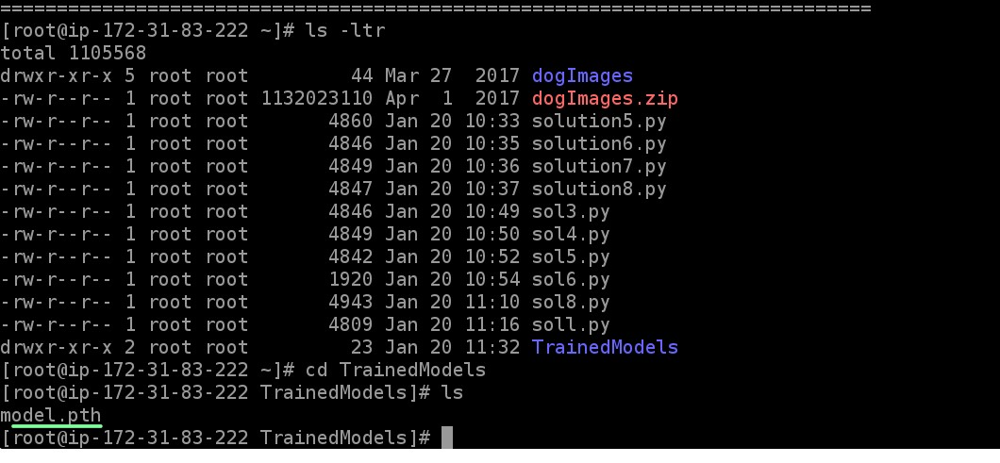 =============================================================================
[root@ip-172-31-83-222 ~]# ls -ltr
total 1105568
drwxr-xr-x 5 root root         44 Mar 27  2017 dogImages
-rw-r--r-- 1 root root 1132023110 Apr  1  2017 dogImages.zip
-rw-r--r-- 1 root root       4860 Jan 20 10:33 solution5.py
-rw-r--r-- 1 root root       4846 Jan 20 10:35 solution6.py
-rw-r--r-- 1 root root       4849 Jan 20 10:36 solution7.py
-rw-r--r-- 1 root root       4847 Jan 20 10:37 solution8.py
-rw-r--r-- 1 root root       4846 Jan 20 10:49 sol3.py
-rw-r--r-- 1 root root       4849 Jan 20 10:50 sol4.py
-rw-r--r-- 1 root root       4842 Jan 20 10:52 sol5.py
-rw-r--r-- 1 root root       1920 Jan 20 10:54 sol6.py
-rw-r--r-- 1 root root       4943 Jan 20 11:10 sol8.py
-rw-r--r-- 1 root root       4809 Jan 20 11:16 soll.py
drwxr-xr-x 2 root root         23 Jan 20 11:32 TrainedModels
[root@ip-172-31-83-222 ~]# cd TrainedModels
[root@ip-172-31-83-222 TrainedModels]# ls
model.pth
[root@ip-172-31-83-222 TrainedModels]#